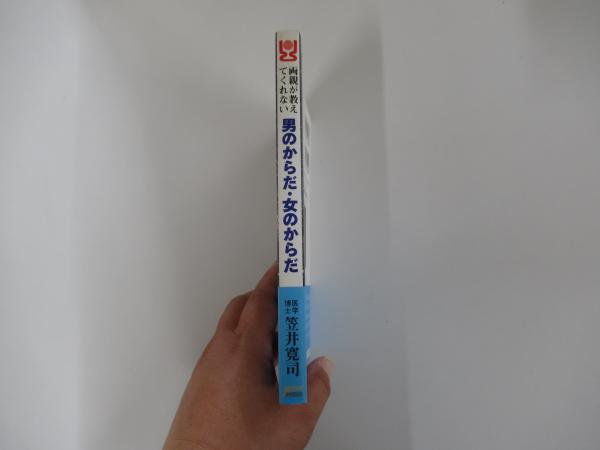 両親が教え
てくれない
男のからだ・女のからだ
医学
博士
笠井寛司